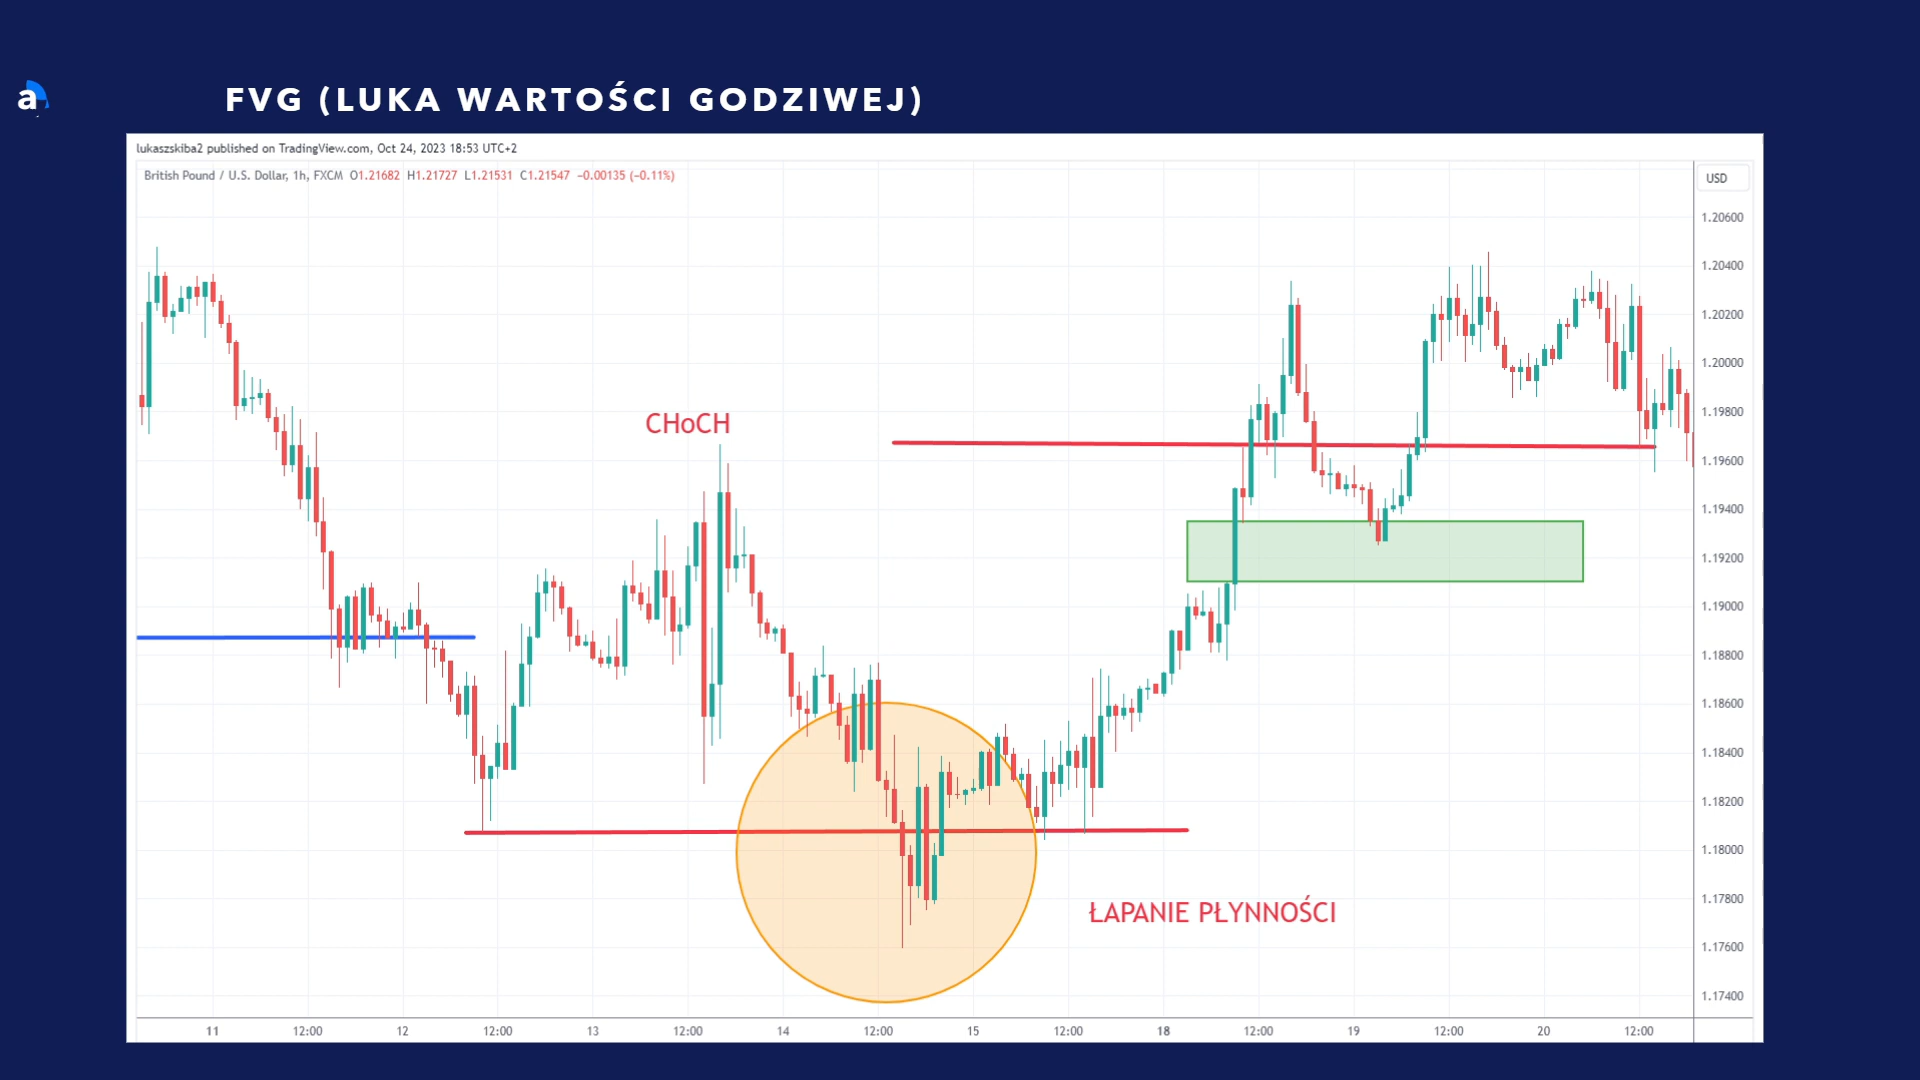 a
FVG (LUKA WARTOŚCI GODZIWEJ)
lukaszskiba2 published on TradingView.com, Oct 24, 2023 18:53 UTC+2
British Pound / U.S. Dollar, 1h, FXCM O1.21682 H1.21727 L1.21531 C1.21547 −0.00135 (−0.11%)
USD
1.20600
1.20400
1.20200
1.20000
1.19800
CHoCH
1.19600
1.19400
1.19200
1.19000
1.18800
1.18600
1.18400
1.18200
1.18000
1.17800
ŁAPANIE PŁYNNOŚCI
1.17600
1.17400
11 12:00 12 12:00 13 12:00 14 12:00 15 12:00 18 12:00 19 12:00 20 12:00